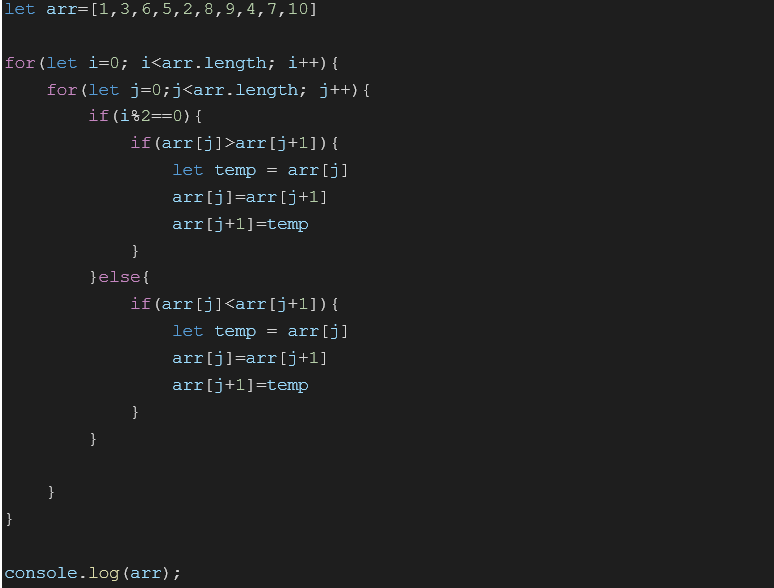 let arr=[1,3,6,5,2,8,9,4,7,10]
for(let i=0; i<arr.length; i++){
    for(let j=0;j<arr.length; j++){
        if(i%2==0){
            if(arr[j]>arr[j+1]){
                let temp = arr[j]
                arr[j]=arr[j+1]
                arr[j+1]=temp
            }
        }else{
            if(arr[j]<arr[j+1]){
                let temp = arr[j]
                arr[j]=arr[j+1]
                arr[j+1]=temp
            }
        }
    }
}
console.log(arr);